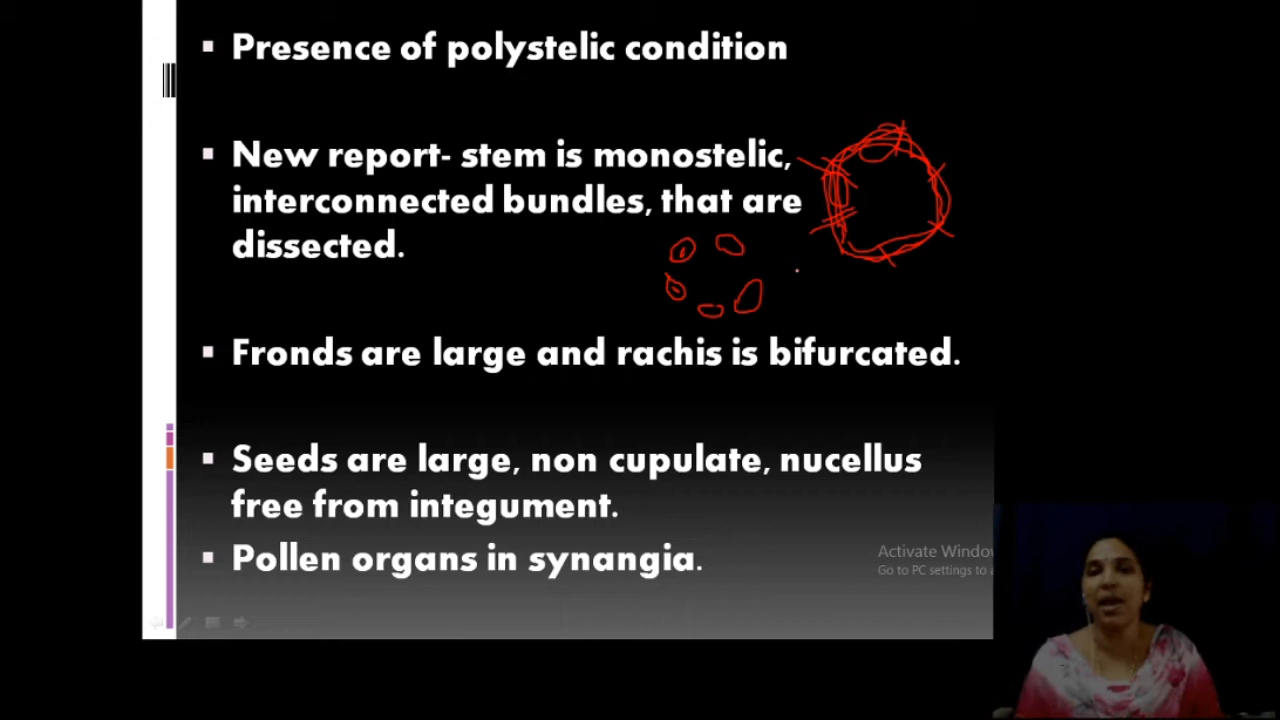 ▪ Presence of polystelic condition
▪ New report- stem is monostelic,
interconnected bundles, that are
dissected.
▪ Fronds are large and rachis is bifurcated.
▪ Seeds are large, non cupulate, nucellus
free from integument.
▪ Pollen organs in synangia.
Activate Windo
Go to PC settings to a